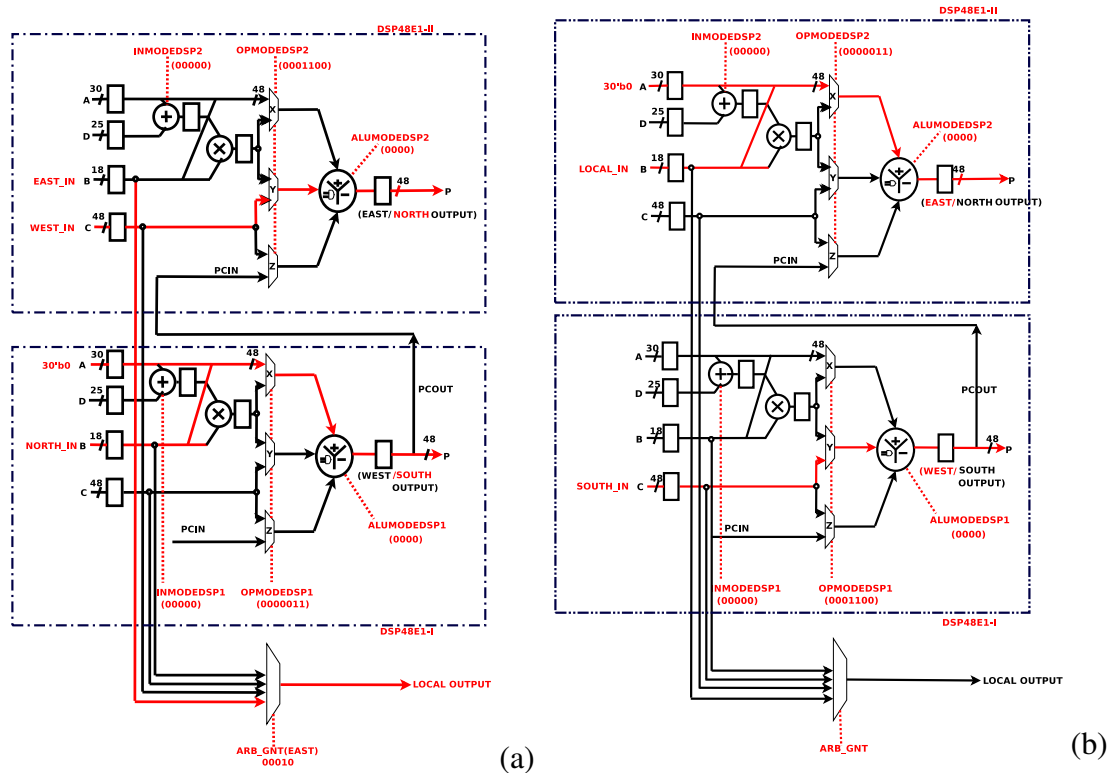 DSP48E1-II
INMODEDSP2
(00000)
OPMODEDSP2
(0001100)
30
A
48
X
25
D
ALUMODEDSP2
(0000)
18
EAST_IN B
Y
48
P
(EAST/NORTH OUTPUT)
48
WEST_IN C
Z
PCIN
30
30'b0 A
48
X
25
D
PCOUT
18
NORTH_IN B
Y
48
P
(WEST/SOUTH
OUTPUT)
48
C
Z
PCIN
ALUMODEDSP1
(0000)
INMODEDSP1
(00000)
OPMODEDSP1
(0000011)
DSP48E1-I
LOCAL OUTPUT
ARB_GNT(EAST)
00010
(a)
DSP48E1-II
INMODEDSP2
(00000)
OPMODEDSP2
(0000011)
30
30'b0 A
48
X
25
D
ALUMODEDSP2
(0000)
18
LOCAL_IN B
Y
48
P
(EAST/NORTH OUTPUT)
48
C
Z
PCIN
30
A
48
X
25
D
PCOUT
18
B
Y
48
P
(WEST/SOUTH
OUTPUT)
SOUTH_IN C 48
Z
PCIN
ALUMODEDSP1
(0000)
NMODEDSP1
(00000)
OPMODEDSP1
(0001100)
DSP48E1-I
LOCAL OUTPUT
ARB_GNT
(b)